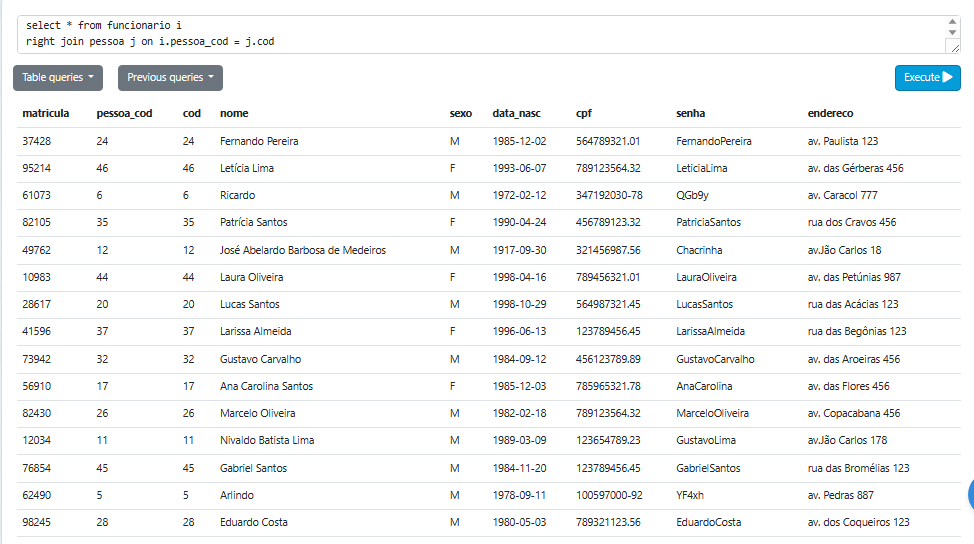 select * from funcionario i
right join pessoa j on i.pessoa_cod = j.cod
Table queries Previous queries Execute
matricula pessoa_cod cod nome sexo data_nasc cpf senha endereco
37428 24 24 Fernando Pereira M 1985-12-02 564789321.01 FernandoPereira av. Paulista 123
95214 46 46 Letícia Lima F 1993-06-07 789123564.32 LeticiaLima av. das Gérberas 456
61073 6 6 Ricardo M 1972-02-12 347192030-78 QGb9y av. Caracol 777
82105 35 35 Patrícia Santos F 1990-04-24 456789123.32 PatriciaSantos rua dos Cravos 456
49762 12 12 José Abelardo Barbosa de Medeiros M 1917-09-30 321456987.56 Chacrinha av.Jão Carlos 18
10983 44 44 Laura Oliveira F 1998-04-16 789456321.01 LauraOliveira av. das Petúnias 987
28617 20 20 Lucas Santos M 1998-10-29 564987321.45 LucasSantos rua das Acácias 123
41596 37 37 Larissa Almeida F 1996-06-13 123789456.45 LarissaAlmeida rua das Begônias 123
73942 32 32 Gustavo Carvalho M 1984-09-12 456123789.89 GustavoCarvalho av. das Aroeiras 456
56910 17 17 Ana Carolina Santos F 1985-12-03 785965321.78 AnaCarolina av. das Flores 456
82430 26 26 Marcelo Oliveira M 1982-02-18 789123564.32 MarceloOliveira av. Copacabana 456
12034 11 11 Nivaldo Batista Lima M 1989-03-09 123654789.23 GustavoLima av.Jão Carlos 178
76854 45 45 Gabriel Santos M 1984-11-20 123789456.45 GabrielSantos rua das Bromélias 123
62490 5 5 Arlindo M 1978-09-11 100597000-92 YF4xh av. Pedras 887
98245 28 28 Eduardo Costa M 1980-05-03 789321123.56 EduardoCosta av. dos Coqueiros 123